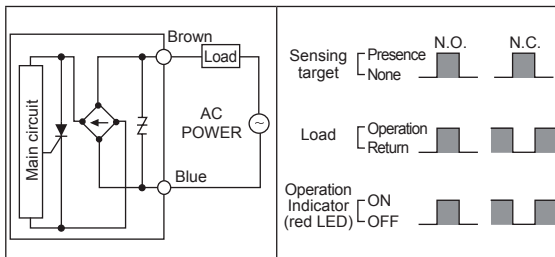 Brown
Load
Main circuit
AC
POWER
~
Blue
N.O.
N.C.
Sensing
target
Presence
None
Load
Operation
Return
Operation
Indicator
(red LED)
ON
OFF